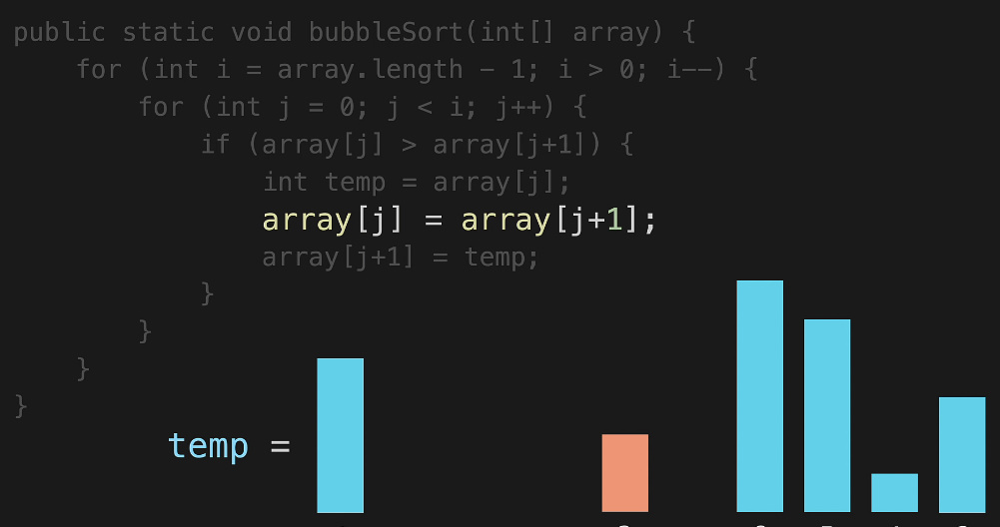 public static void bubbleSort(int[] array) {
for (int i = array.length - 1; i > 0; i--) {
for (int j = 0; j < i; j++) {
if (array[j] > array[j+1]) {
int temp = array[j];
array[j] = array[j+1];
array[j+1] = temp;
}
}
}
}
temp =